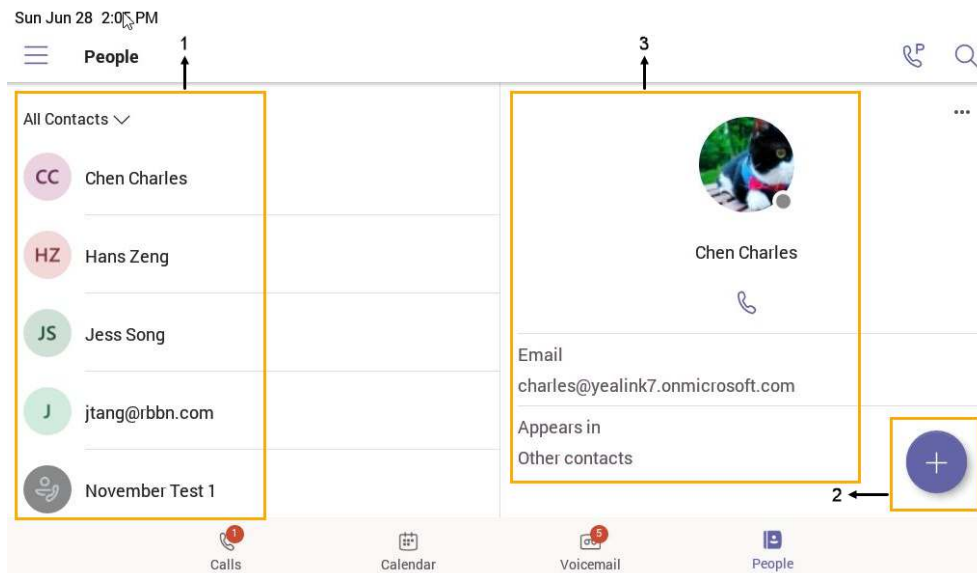 Sun Jun 28 2:0 PM
People
1
3
P
All Contacts
CC Chen Charles
HZ Hans Zeng
JS Jess Song
J jtang@rbbn.com
November Test 1
Chen Charles
Email
charles@yealink7.onmicrosoft.com
Appears in
Other contacts
2
1
5
Calls Calendar Voicemail People